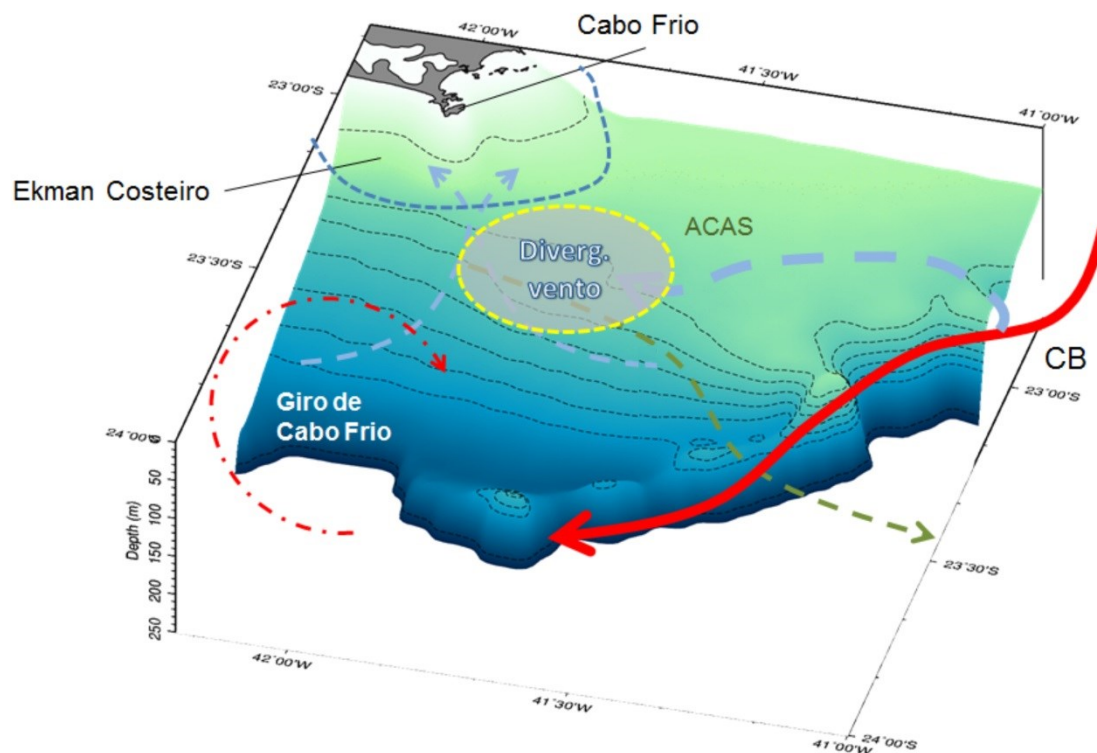 Cabo Frio
42°00'W
41°30'W
41°00'W
23°00'S
Ekman Costeiro
ACAS
Diverg.
vento
23°30'S
CB
23°00'S
Giro de
Cabo Frio
24°00'S
0
50
100
150
200
250
Depth (m)
23°30'S
42°00'W
41°30'W
41°00'W
24°00'S